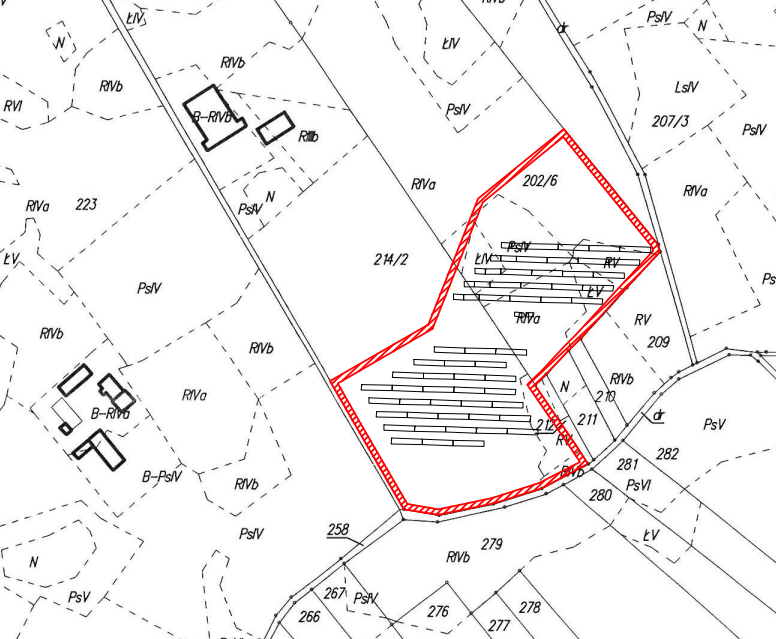 ŁIV
RIVb
dr
PsIV
N
N
ŁIV
RIVb
RIVb
LsIV
RVI
PsIV
B-RIVb
207/3
PsIV
RIVa
202/6
RIVa
N
RIVa
223
PsIV
PsIV
214/2
ŁIV
ŁV
RV
Ps
PsIV
ŁV
RIVa
RV
RIVb
RIVb
209
RIVb
N
RIVa
210
B-RIVa
dr
211
212
PsV
RV
282
281
RIVb
B-PsIV
RIVb
PsVI
280
258
PsIV
ŁV
279
N
RIVb
267
PsIV
PsV
278
276
266
277